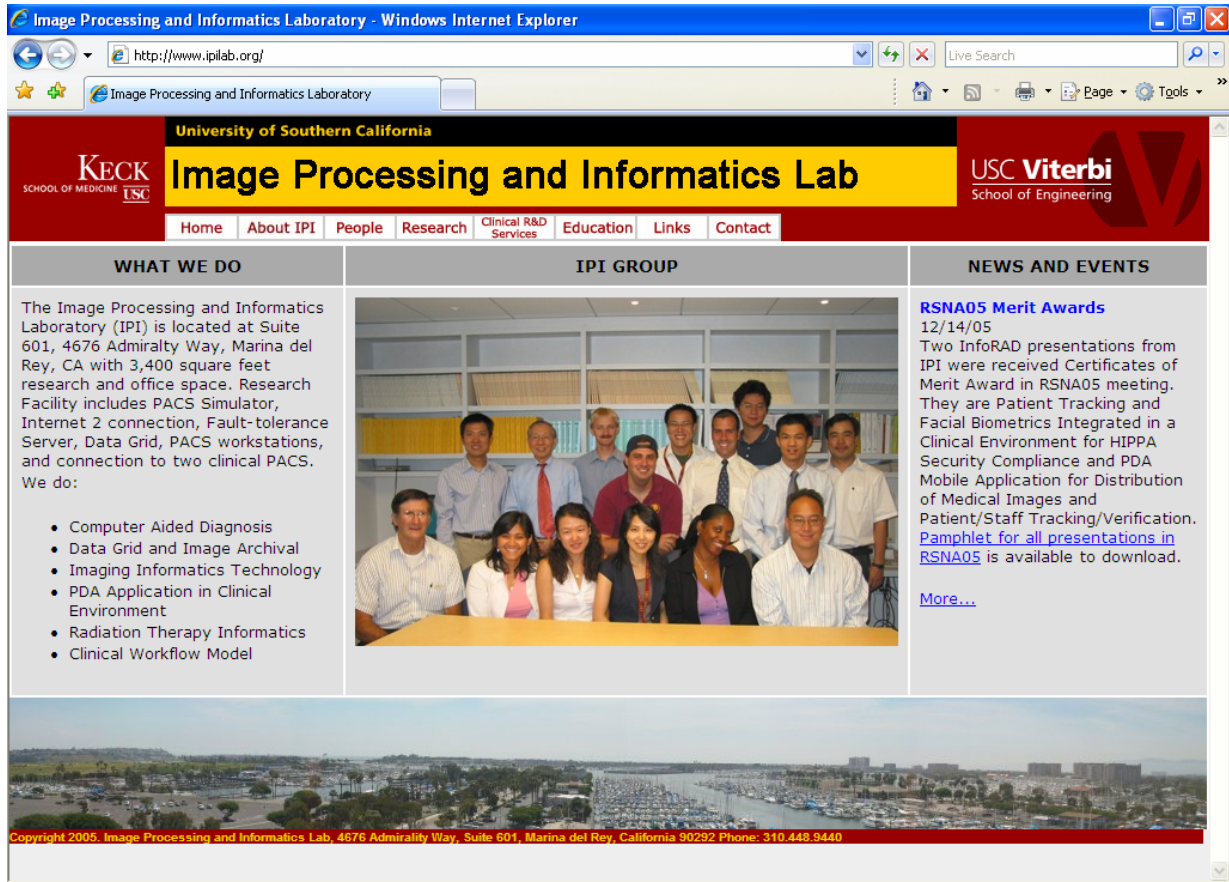 Image Processing and Informatics Laboratory - Windows Internet Explorer
http://www.ipilab.org/
Live Search
Image Processing and Informatics Laboratory
Page
Tools
University of Southern California
KECK
SCHOOL OF MEDICINE USC
Image Processing and Informatics Lab
USC Viterbi
School of Engineering
Home About IPI People Research Clinical R&D Services Education Links Contact
WHAT WE DO
The Image Processing and Informatics
Laboratory (IPI) is located at Suite
601, 4676 Admiralty Way, Marina del
Rey, CA with 3,400 square feet
research and office space. Research
Facility includes PACS Simulator,
Internet 2 connection, Fault-tolerance
Server, Data Grid, PACS workstations,
and connection to two clinical PACS.
We do:
• Computer Aided Diagnosis
• Data Grid and Image Archival
• Imaging Informatics Technology
• PDA Application in Clinical
Environment
• Radiation Therapy Informatics
• Clinical Workflow Model
IPI GROUP
NEWS AND EVENTS
RSNA05 Merit Awards
12/14/05
Two InfoRAD presentations from
IPI were received Certificates of
Merit Award in RSNA05 meeting.
They are Patient Tracking and
Facial Biometrics Integrated in a
Clinical Environment for HIPPA
Security Compliance and PDA
Mobile Application for Distribution
of Medical Images and
Patient/Staff Tracking/Verification.
Pamphlet for all presentations in
RSNA05 is available to download.
More...
Copyright 2005. Image Processing and Informatics Lab, 4676 Admirality Way, Suite 601, Marina del Rey, California 90292 Phone: 310.448.9440